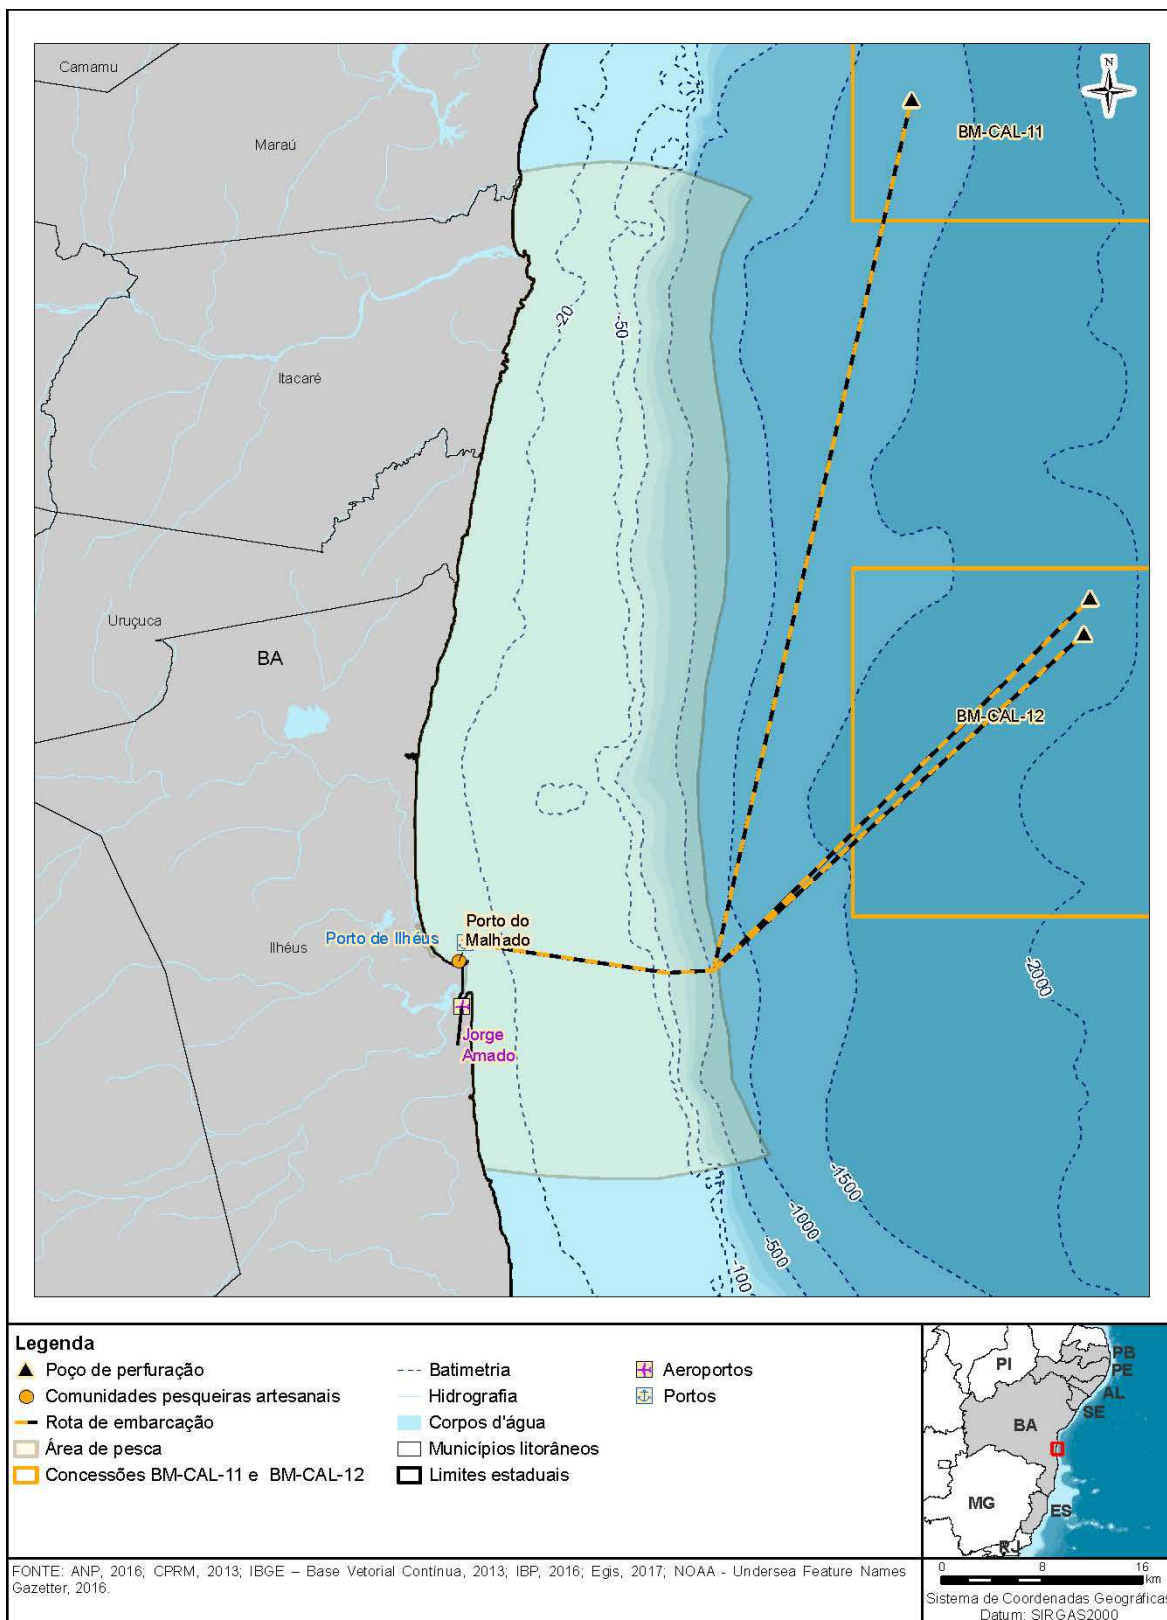 N
Camamu
Maraú
BM-CAL-11
-20
-50
Itacaré
Uruçuca
BA
BM-CAL-12
Porto do
Malhado
Porto de Ilhéus
Ilhéus
Jorge
Amado
-2000
-1500
-1000
-500
-100
Legenda
Poço de perfuração
Comunidades pesqueiras artesanais
Rota de embarcação
Área de pesca
Concessões BM-CAL-11 e BM-CAL-12
Batimetria
Hidrografia
Corpos d'água
Municípios litorâneos
Limites estaduais
Aeroportos
Portos
PI
PB
PE
AL
SE
BA
MG
ES
RJ
FONTE: ANP, 2016; CPRM, 2013; IBGE – Base Vetorial Contínua, 2013; IBP, 2016; Egis, 2017; NOAA - Undersea Feature Names
Gazetter, 2016.
0 8 16
km
Sistema de Coordenadas Geográficas
Datum: SIRGAS2000